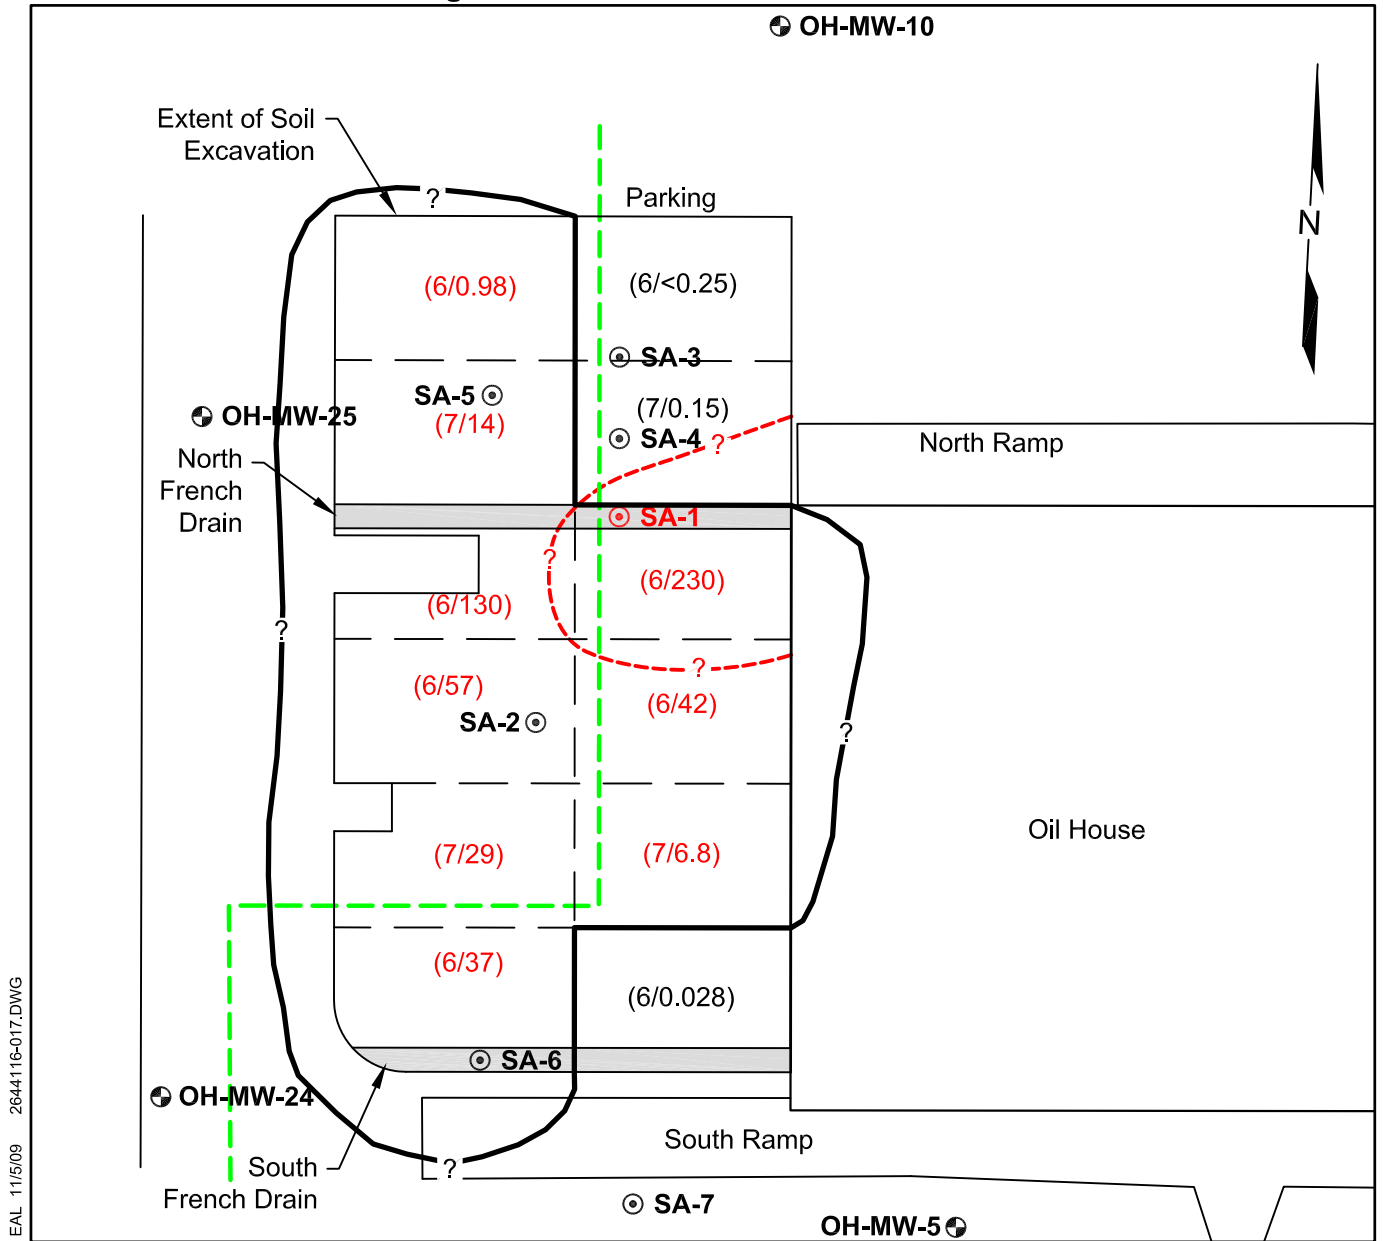 OH-MW-10
Extent of Soil
Excavation
Parking
N
?
(6/0.98)
(6/<0.25)
SA-3
SA-5
(7/0.15)
OH-MW-25
(7/14)
SA-4
?
North Ramp
North
French
Drain
SA-1
?
(6/230)
(6/130)
?
(6/57)
?
(6/42)
SA-2
?
Oil House
(7/29)
(7/6.8)
(6/37)
(6/0.028)
SA-6
OH-MW-24
South Ramp
?
South
French Drain
SA-7
OH-MW-5
EAL 11/5/09 2644116-017.DWG